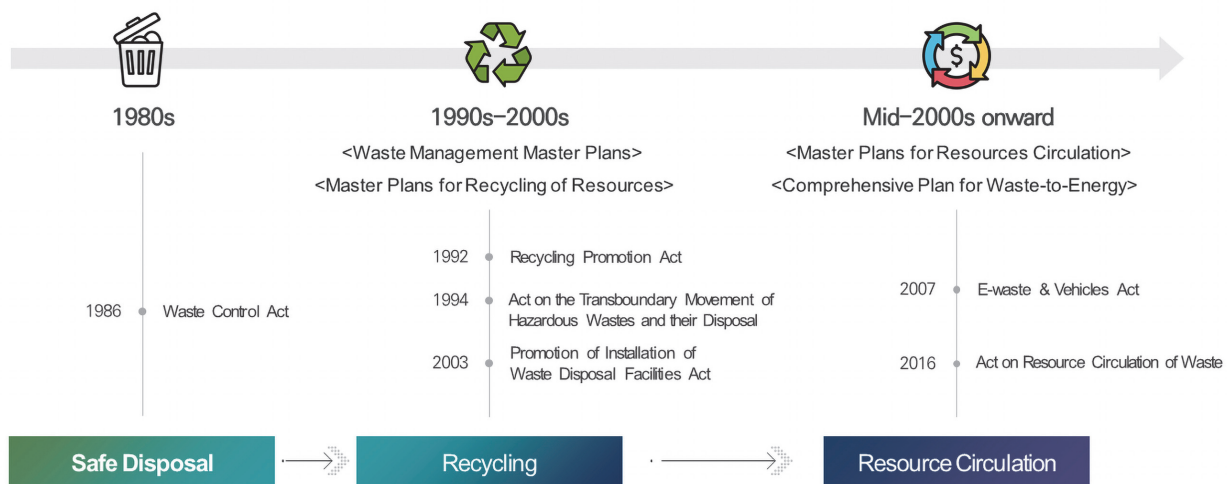 $
1980s
1986 Waste Control Act
Safe Disposal
1990s-2000s
<Waste Management Master Plans>
<Master Plans for Recycling of Resources>
1992 Recycling Promotion Act
1994 Act on the Transboundary Movement of
Hazardous Wastes and their Disposal
2003 Promotion of Installation of
Waste Disposal Facilities Act
Recycling
Mid-2000s onward
<Master Plans for Resources Circulation>
<Comprehensive Plan for Waste-to-Energy>
2007 E-waste & Vehicles Act
2016 Act on Resource Circulation of Waste
Resource Circulation